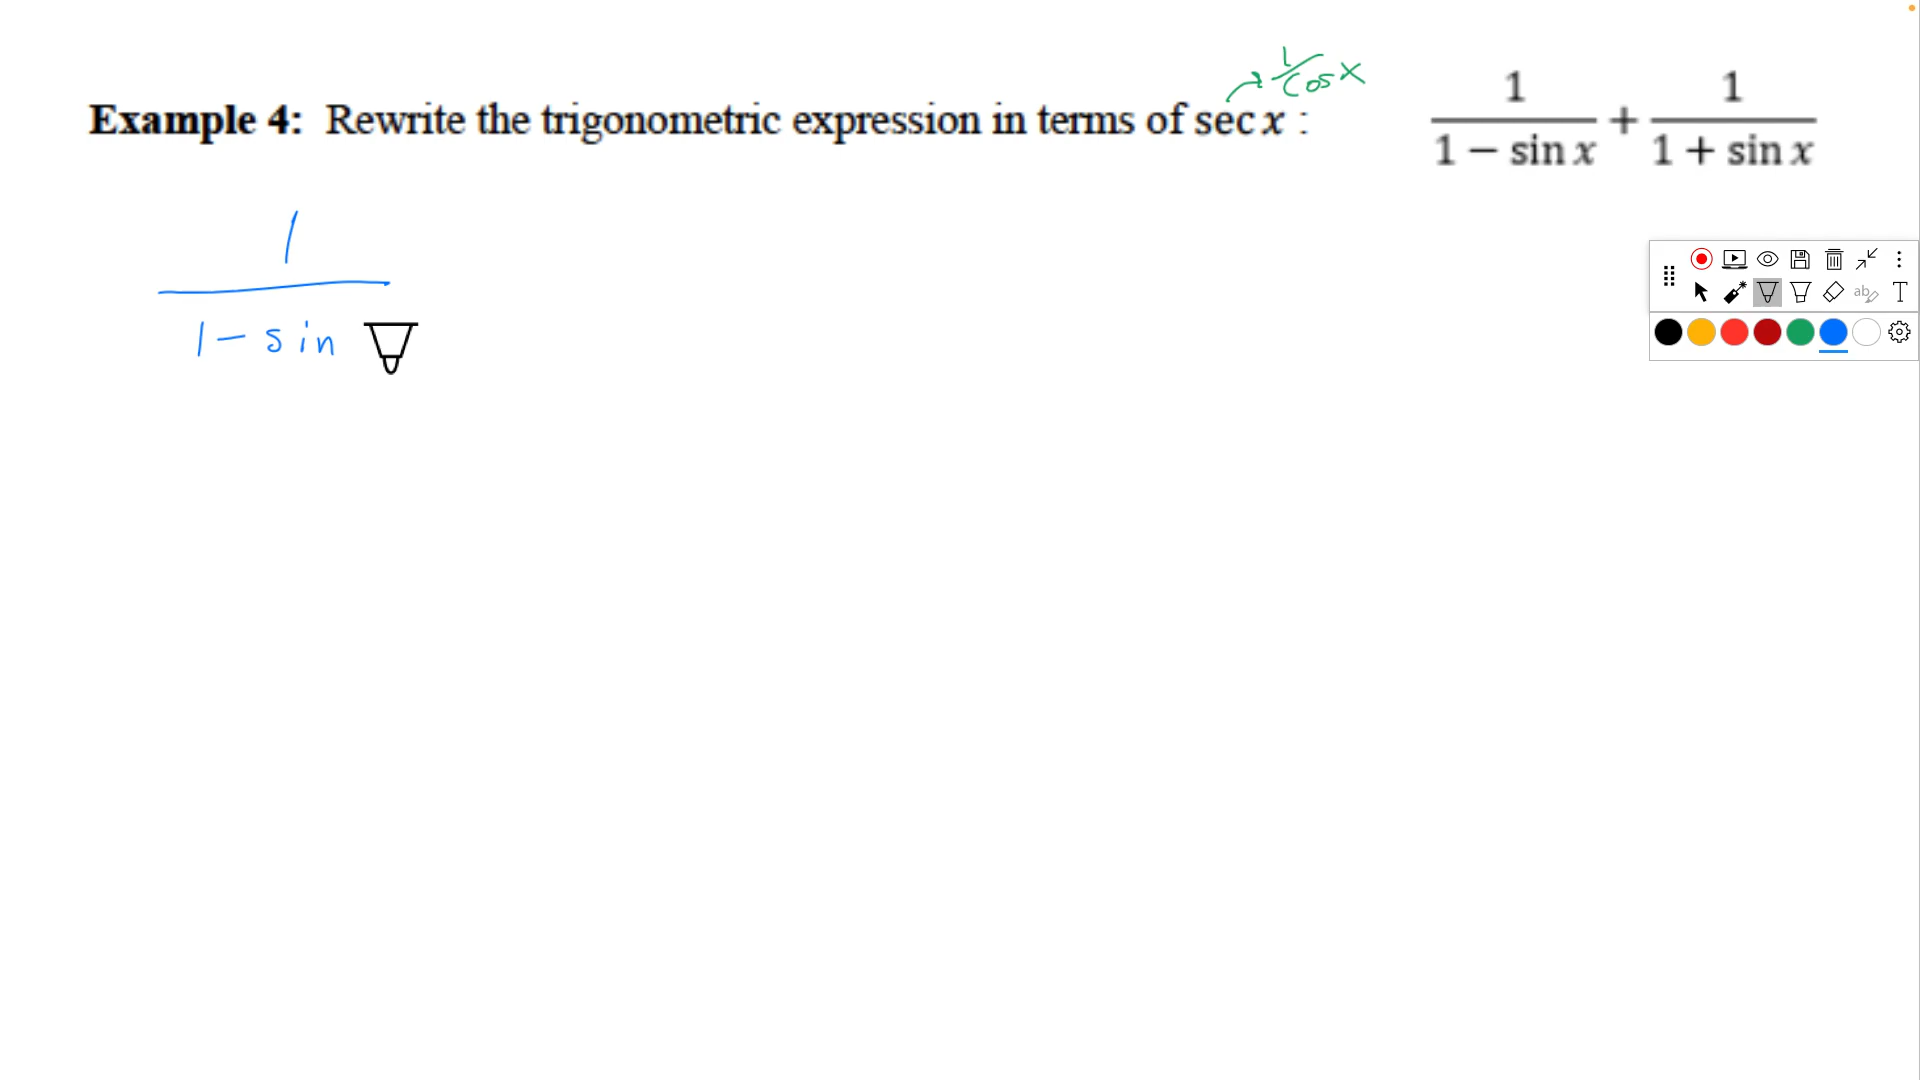 1/cos x
Example 4: Rewrite the trigonometric expression in terms of sec x :
1/(1 − sin x) + 1/(1 + sin x)
1
1 - sin
ab
T